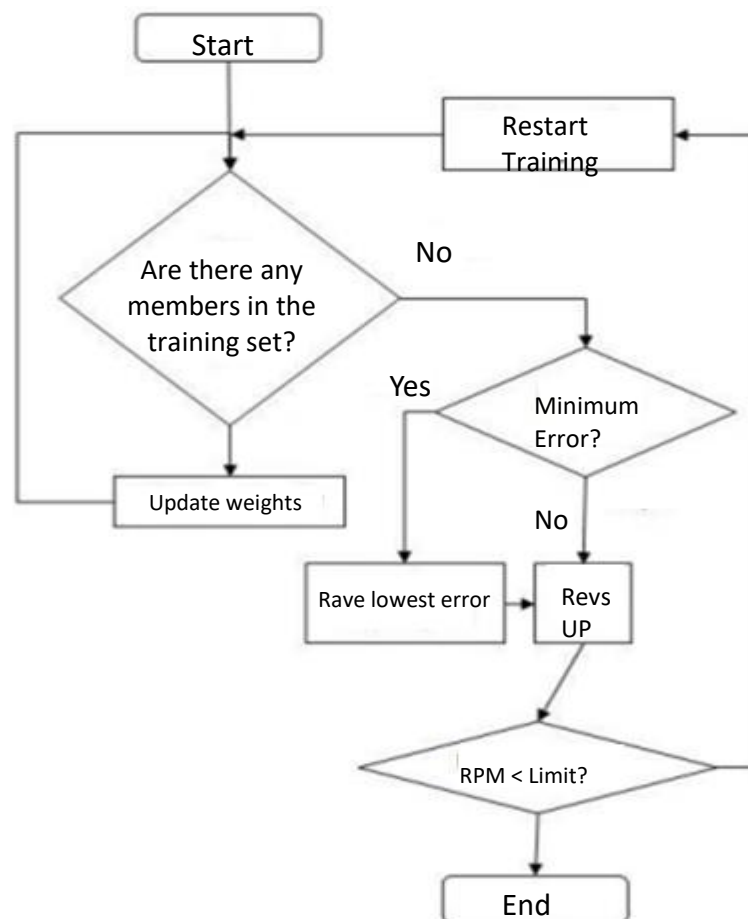 Start
Restart
Training
No
Are there any
members in the
training set?
Yes
Minimum
Error?
Update weights
No
Rave lowest error
Revs
UP
RPM < Limit?
End